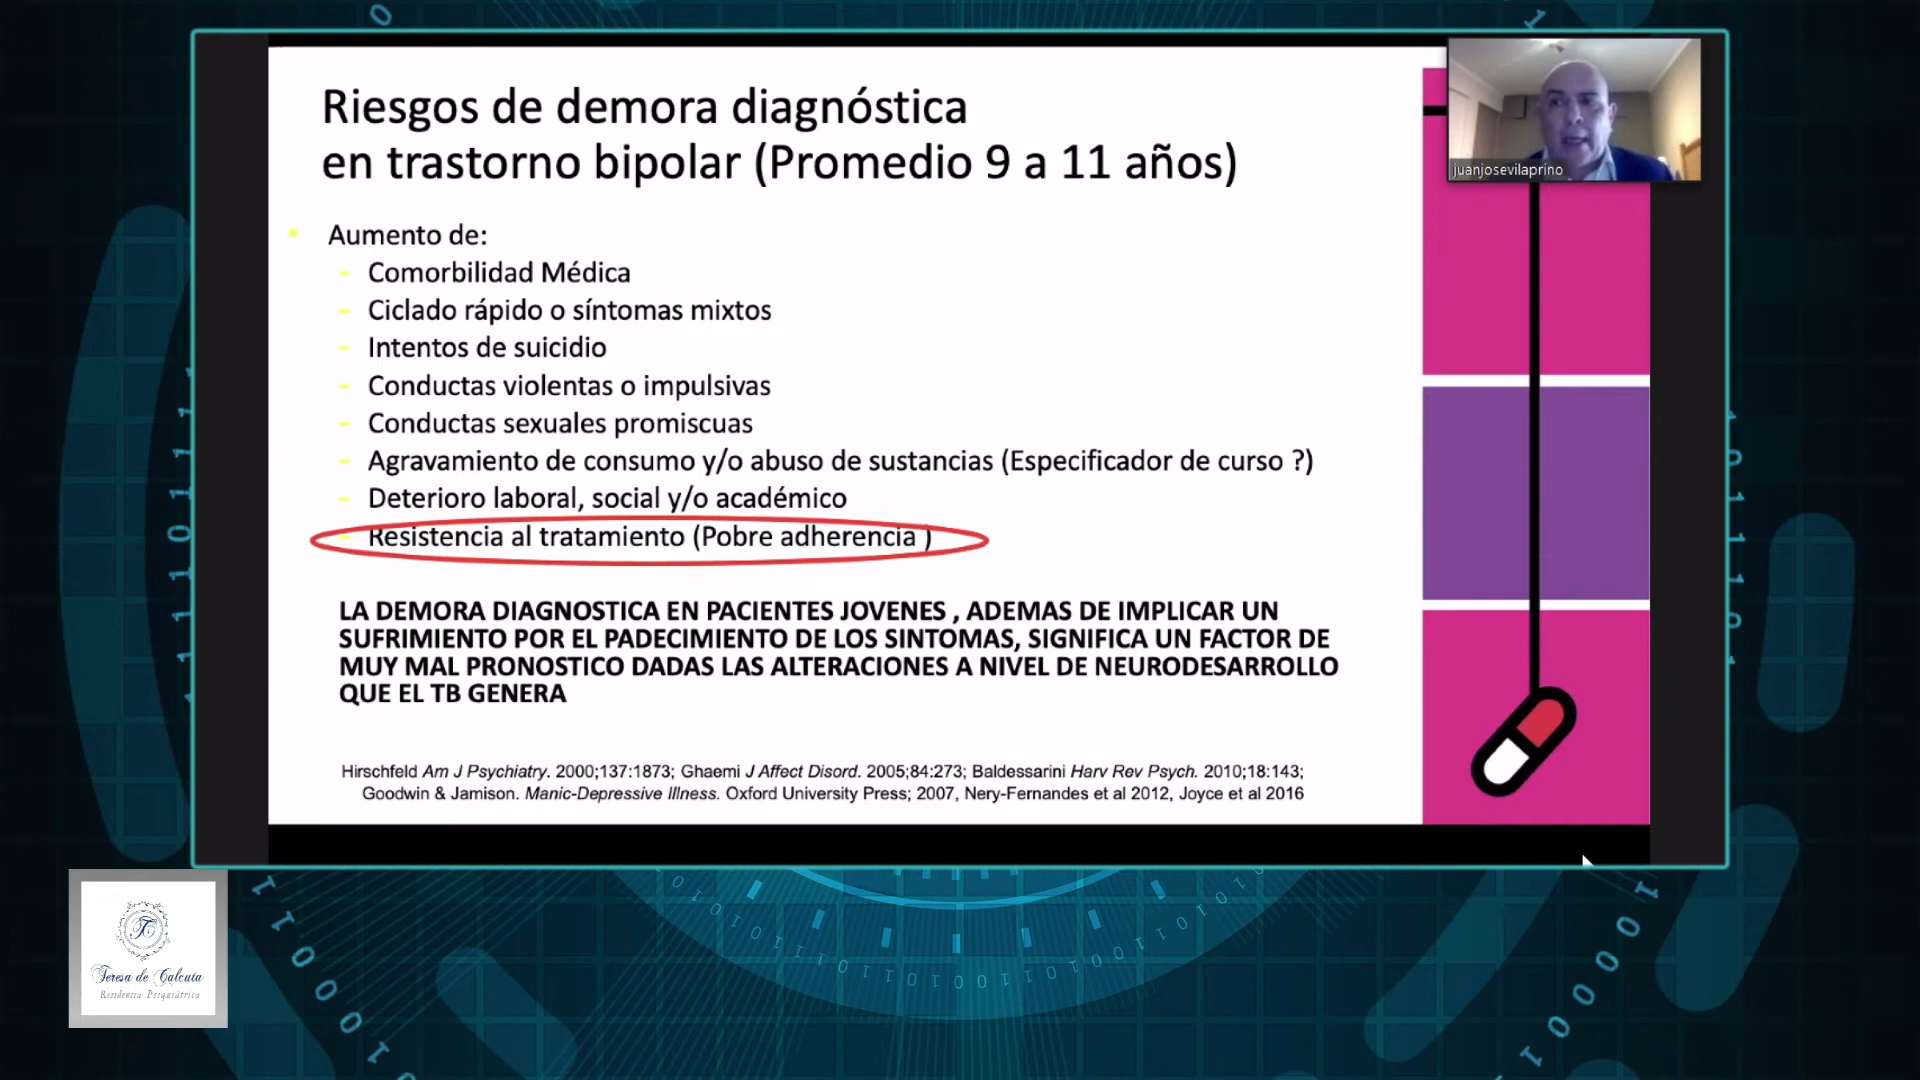 Riesgos de demora diagnóstica
en trastorno bipolar (Promedio 9 a 11 años)
juanjosevilaprino
• Aumento de:
- Comorbilidad Médica
- Ciclado rápido o síntomas mixtos
- Intentos de suicidio
- Conductas violentas o impulsivas
- Conductas sexuales promiscuas
- Agravamiento de consumo y/o abuso de sustancias (Especificador de curso ?)
- Deterioro laboral, social y/o académico
- Resistencia al tratamiento (Pobre adherencia )
LA DEMORA DIAGNOSTICA EN PACIENTES JOVENES , ADEMAS DE IMPLICAR UN
SUFRIMIENTO POR EL PADECIMIENTO DE LOS SINTOMAS, SIGNIFICA UN FACTOR DE
MUY MAL PRONOSTICO DADAS LAS ALTERACIONES A NIVEL DE NEURODESARROLLO
QUE EL TB GENERA
Hirschfeld Am J Psychiatry. 2000;137:1873; Ghaemi J Affect Disord. 2005;84:273; Baldessarini Harv Rev Psych. 2010;18:143;
Goodwin & Jamison. Manic-Depressive Illness. Oxford University Press; 2007, Nery-Fernandes et al 2012, Joyce et al 2016
Teresa de Calcuta
Residencia Psiquiátrica